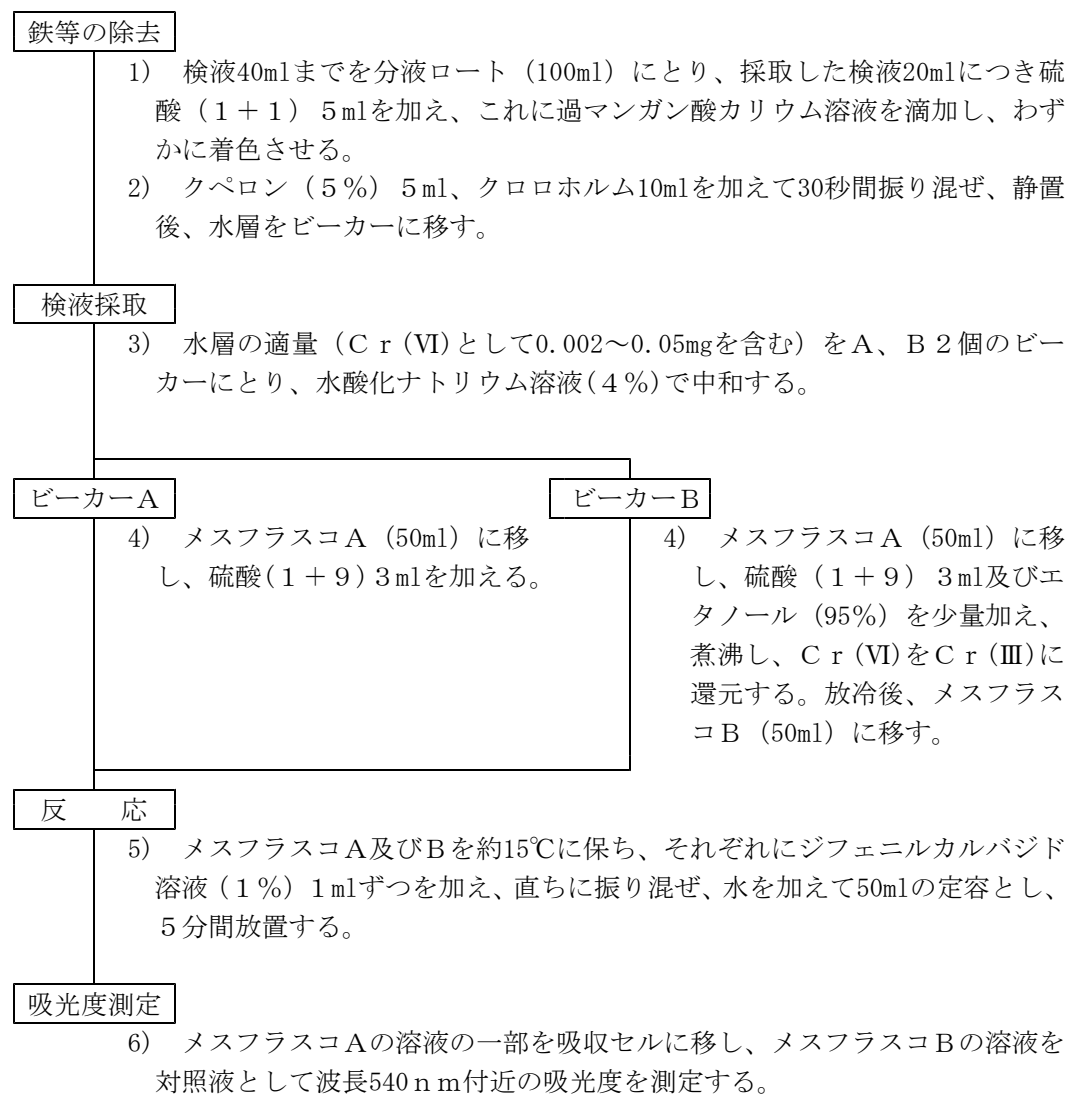 鉄等の除去
1) 検液40mlまでを分液ロート（100ml）にとり、採取した検液20mlにつき硫
酸（１＋１）５mlを加え、これに過マンガン酸カリウム溶液を滴加し、わず
かに着色させる。
2) クペロン（５％）５ml、クロロホルム10mlを加えて30秒間振り混ぜ、静置
後、水層をビーカーに移す。
検液採取
3) 水層の適量（Ｃｒ(Ⅵ)として0.002～0.05mgを含む）をＡ、Ｂ２個のビー
カーにとり、水酸化ナトリウム溶液(４％)で中和する。
ビーカーＡ
4) メスフラスコＡ（50ml）に移
し、硫酸(１＋９)３mlを加える。
ビーカーＢ
4) メスフラスコＡ（50ml）に移
し、硫酸（１＋９）３ml及びエ
タノール（95％）を少量加え、
煮沸し、Ｃｒ(Ⅵ)をＣｒ(Ⅲ)に
還元する。放冷後、メスフラス
コＢ（50ml）に移す。
反　応
5) メスフラスコＡ及びＢを約15℃に保ち、それぞれにジフェニルカルバジド
溶液（１％）１mlずつを加え、直ちに振り混ぜ、水を加えて50mlの定容とし、
５分間放置する。
吸光度測定
6) メスフラスコＡの溶液の一部を吸収セルに移し、メスフラスコＢの溶液を
対照液として波長540ｎｍ付近の吸光度を測定する。